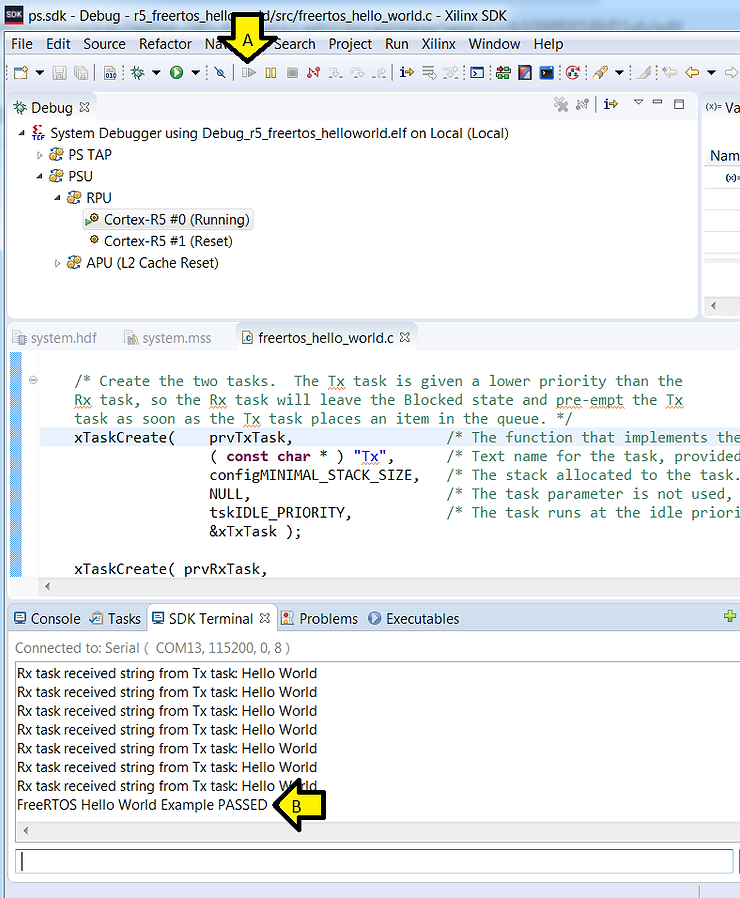 SDK ps.sdk - Debug - r5_freertos_hello_world/src/freertos_hello_world.c - Xilinx SDK
File Edit Source Refactor Search Project Run Xilinx Window Help
A
Debug
(x)= Va
System Debugger using Debug_r5_freertos_helloworld.elf on Local (Local)
PS TAP
Nam
PSU
(x)=
RPU
Cortex-R5 #0 (Running)
Cortex-R5 #1 (Reset)
APU (L2 Cache Reset)
system.hdf system.mss freertos_hello_world.c
/* Create the two tasks.  The Tx task is given a lower priority than the
Rx task, so the Rx task will leave the Blocked state and pre-empt the Tx
task as soon as the Tx task places an item in the queue. */
xTaskCreate( prvTxTask, /* The function that implements the
( const char * ) "Tx", /* Text name for the task, provided
configMINIMAL_STACK_SIZE, /* The stack allocated to the task.
NULL, /* The task parameter is not used,
tskIDLE_PRIORITY, /* The task runs at the idle priori
&xTxTask );
xTaskCreate( prvRxTask,
Console Tasks SDK Terminal Problems Executables
Connected to: Serial ( COM13, 115200, 0, 8 )
Rx task received string from Tx task: Hello World
Rx task received string from Tx task: Hello World
Rx task received string from Tx task: Hello World
Rx task received string from Tx task: Hello World
Rx task received string from Tx task: Hello World
Rx task received string from Tx task: Hello World
Rx task received string from Tx task: Hello World
FreeRTOS Hello World Example PASSED
B